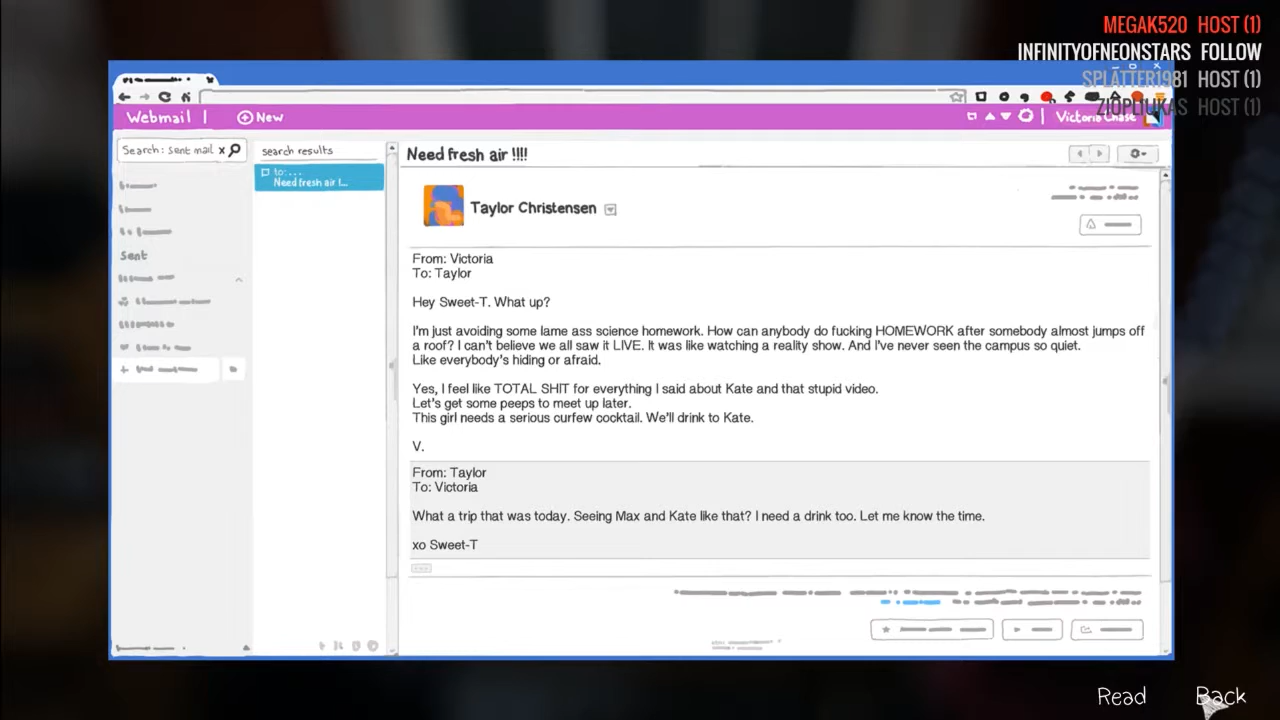 MEGAK520 HOST (1)
INFINITYOFNEONSTARS FOLLOW
SPLATTER1981 HOST (1)
ZIOPLIUKAS HOST (1)
Webmail | New
| Victoria Chase
Search: sent mail x
search results
Need fresh air !!!!
to:...
Need fresh air !...
Taylor Christensen
Sent
From: Victoria
To: Taylor
Hey Sweet-T. What up?
I'm just avoiding some lame ass science homework. How can anybody do fucking HOMEWORK after somebody almost jumps off
a roof? I can't believe we all saw it LIVE. It was like watching a reality show. And I've never seen the campus so quiet.
Like everybody's hiding or afraid.
Yes, I feel like TOTAL SHIT for everything I said about Kate and that stupid video.
Let's get some peeps to meet up later.
This girl needs a serious curfew cocktail. We'll drink to Kate.
V.
From: Taylor
To: Victoria
What a trip that was today. Seeing Max and Kate like that? I need a drink too. Let me know the time.
xo Sweet-T
Read Back